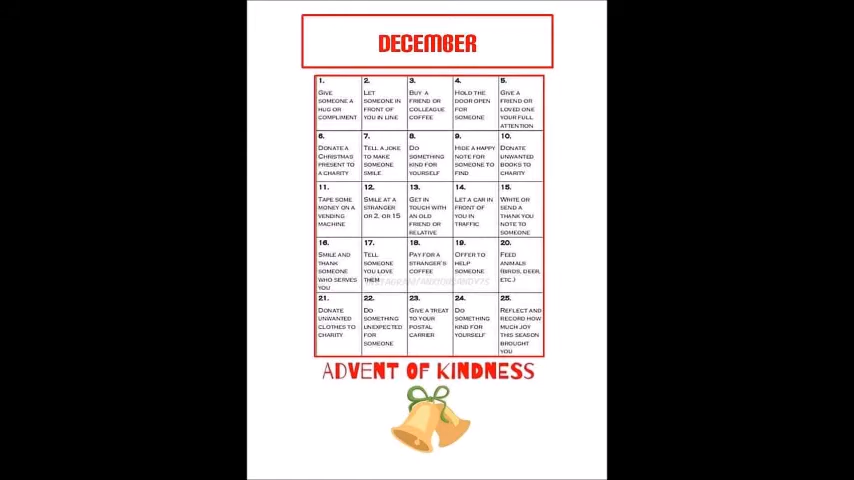 DECEMBER
1.
GIVE
SOMEONE A
HUG OR
COMPLIMENT
2.
LET
SOMEONE IN
FRONT OF
YOU IN LINE
3.
BUY A
FRIEND OR
COLLEAGUE
COFFEE
4.
HOLD THE
DOOR OPEN
FOR
SOMEONE
5.
GIVE A
FRIEND OR
LOVED ONE
YOUR FULL
ATTENTION
6.
DONATE A
CHRISTMAS
PRESENT TO
A CHARITY
7.
TELL A JOKE
TO MAKE
SOMEONE
SMILE
8.
DO
SOMETHING
KIND FOR
YOURSELF
9.
HIDE A HAPPY
NOTE FOR
SOMEONE TO
FIND
10.
DONATE
UNWANTED
BOOKS TO
CHARITY
11.
TAPE SOME
MONEY ON A
VENDING
MACHINE
12.
SMILE AT A
STRANGER
OR 2, OR 15
13.
GET IN
TOUCH WITH
AN OLD
FRIEND OR
RELATIVE
14.
LET A CAR IN
FRONT OF
YOU IN
TRAFFIC
15.
WRITE OR
SEND A
THANK YOU
NOTE TO
SOMEONE
16.
SMILE AND
THANK
SOMEONE
WHO SERVES
YOU
17.
TELL
SOMEONE
YOU LOVE
THEM
18.
PAY FOR A
STRANGER'S
COFFEE
19.
OFFER TO
HELP
SOMEONE
20.
FEED
ANIMALS
(BIRDS, DEER,
ETC.)
21.
DONATE
UNWANTED
CLOTHES TO
CHARITY
22.
DO
SOMETHING
UNEXPECTED
FOR
SOMEONE
23.
GIVE A TREAT
TO YOUR
POSTAL
CARRIER
24.
DO
SOMETHING
KIND FOR
YOURSELF
25.
REFLECT AND
RECORD HOW
MUCH JOY
THIS SEASON
BROUGHT
YOU
ADVENT OF KINDNESS